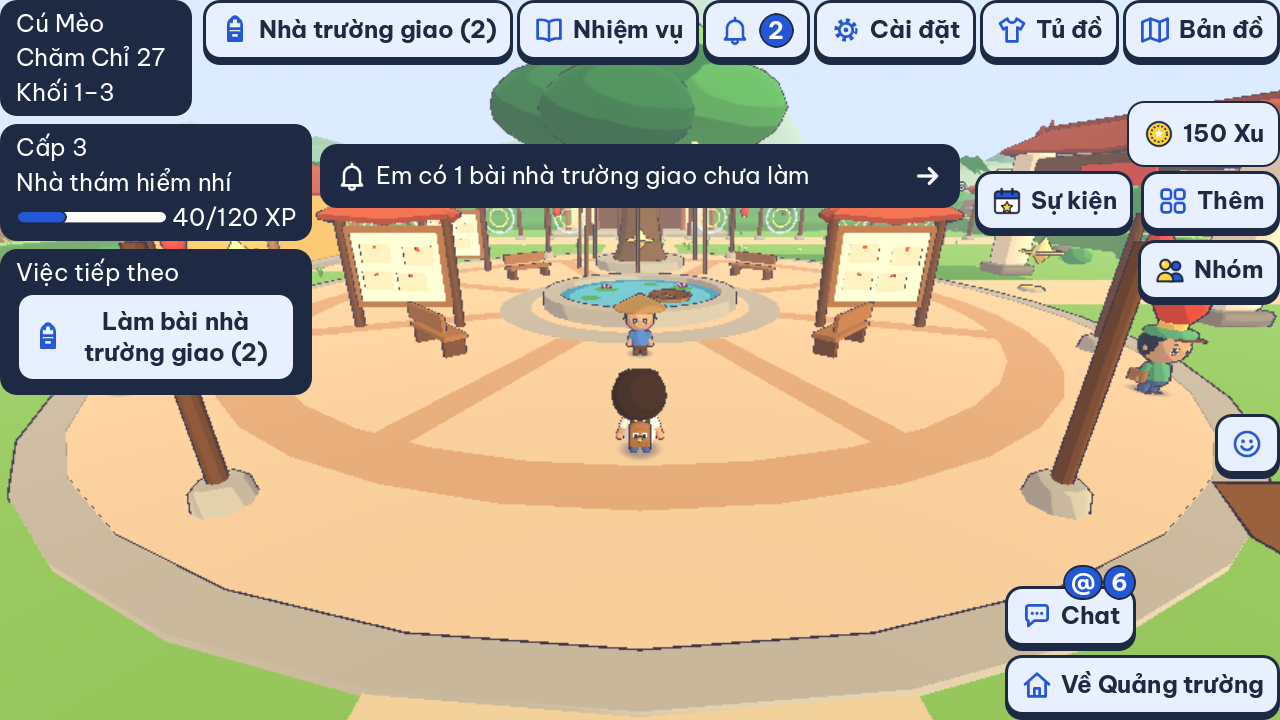 Cú Mèo
Chăm Chỉ 27
Khối 1–3
Nhà trường giao (2)
Nhiệm vụ
2
Cài đặt
Tủ đồ
Bản đồ
150 Xu
Cấp 3
Nhà thám hiểm nhí
40/120 XP
Em có 1 bài nhà trường giao chưa làm
Sự kiện
Thêm
Nhóm
Việc tiếp theo
Làm bài nhà
trường giao (2)
@ 6
Chat
Về Quảng trường